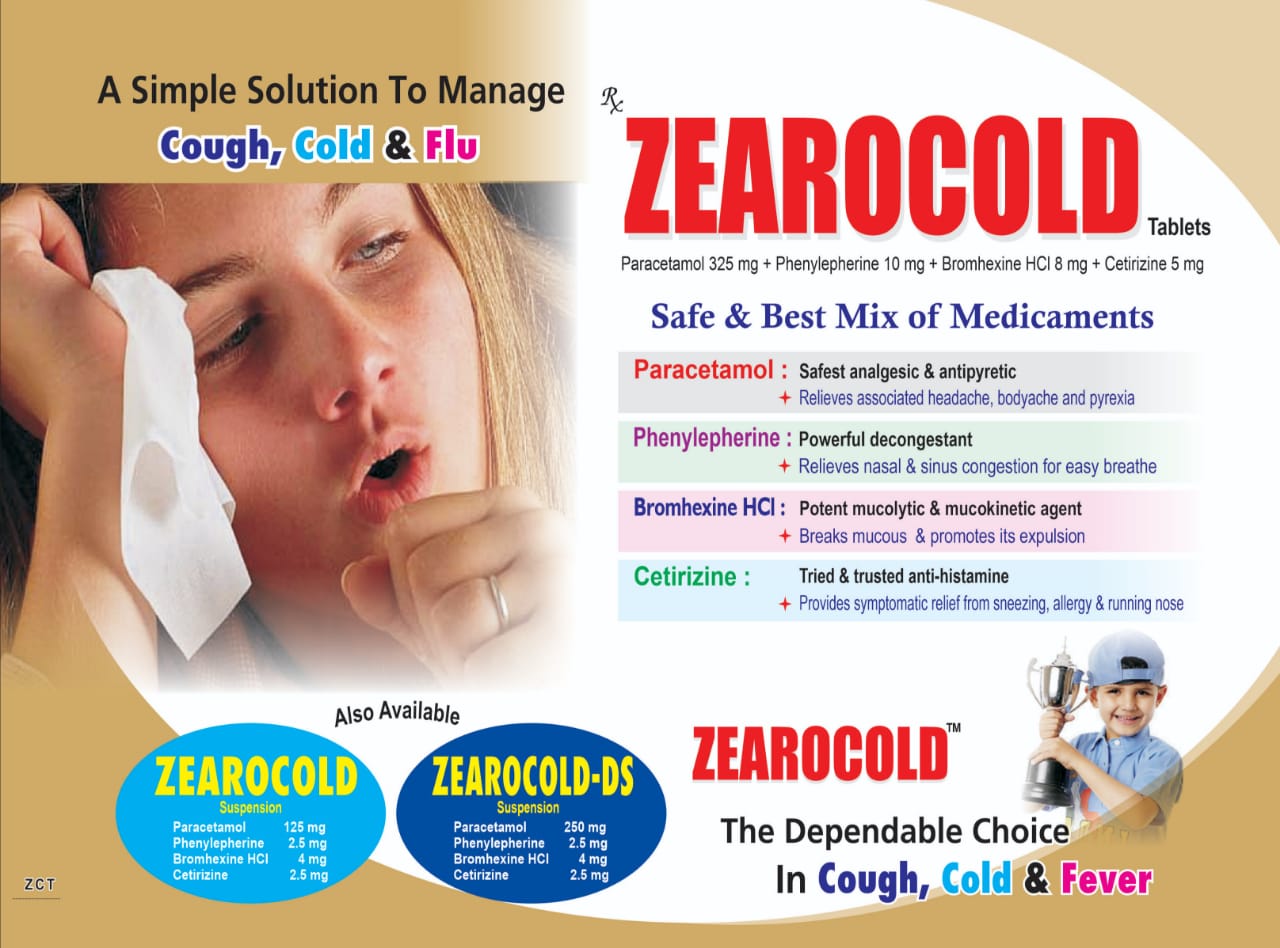 A Simple Solution To Manage
Cough, Cold & Flu
Rx
ZEAROCOLD Tablets
Paracetamol 325 mg + Phenylepherine 10 mg + Bromhexine HCl 8 mg + Cetirizine 5 mg
Safe & Best Mix of Medicaments
Paracetamol : Safest analgesic & antipyretic
Relieves associated headache, bodyache and pyrexia
Phenylepherine : Powerful decongestant
Relieves nasal & sinus congestion for easy breathe
Bromhexine HCl : Potent mucolytic & mucokinetic agent
Breaks mucous & promotes its expulsion
Cetirizine : Tried & trusted anti-histamine
Provides symptomatic relief from sneezing, allergy & running nose
Also Available
ZEAROCOLD
Suspension
Paracetamol 125 mg
Phenylepherine 2.5 mg
Bromhexine HCl 4 mg
Cetirizine 2.5 mg
ZEAROCOLD-DS
Suspension
Paracetamol 250 mg
Phenylepherine 2.5 mg
Bromhexine HCl 4 mg
Cetirizine 2.5 mg
ZEAROCOLD™
The Dependable Choice
In Cough, Cold & Fever
ZCT